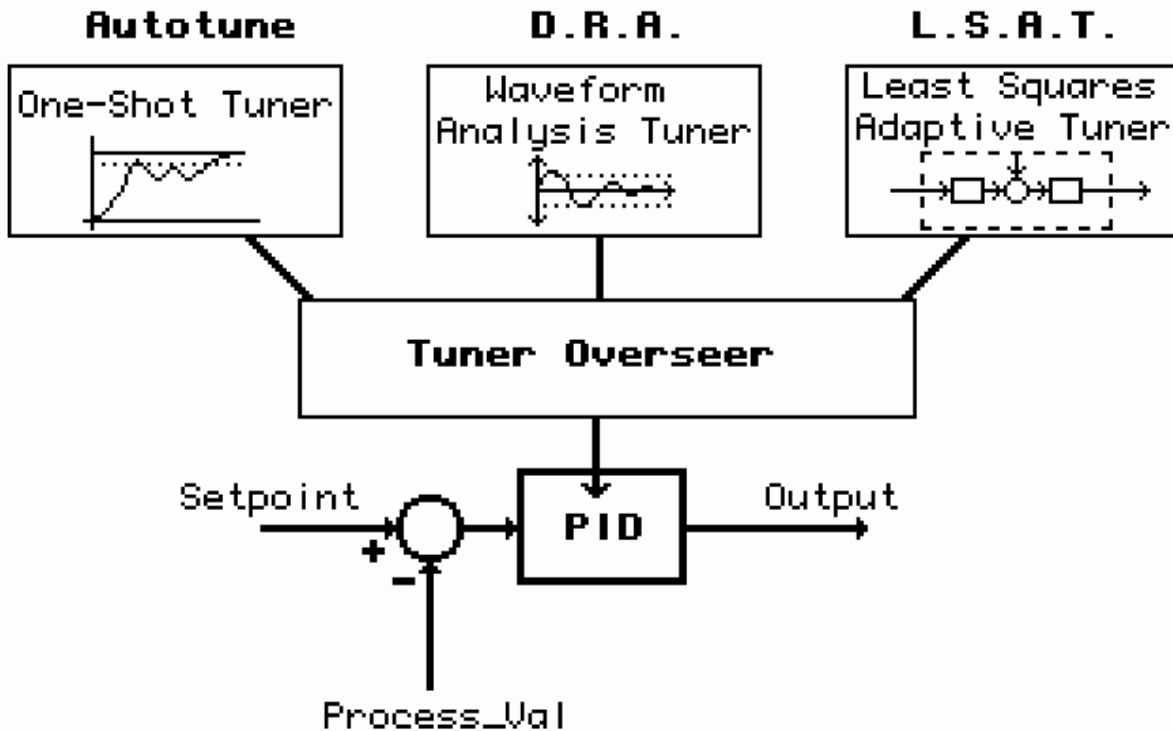 Autotune
D.R.A.
L.S.A.T.
One-Shot Tuner
Waveform
Analysis Tuner
Least Squares
Adaptive Tuner
Tuner Overseer
Setpoint
PID
Output
+
-
Process_Val